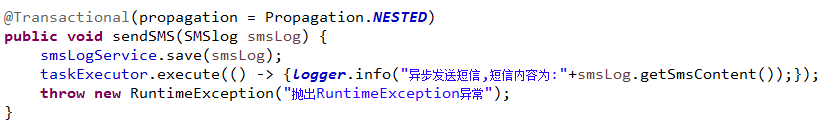 @Transactional(propagation = Propagation.NESTED)
public void sendSMS(SMSlog smsLog) {
    smsLogService.save(smsLog);
    taskExecutor.execute(() -> {logger.info("异步发送短信,短信内容为:"+smsLog.getSmsContent());});
    throw new RuntimeException("抛出RuntimeException异常");
}